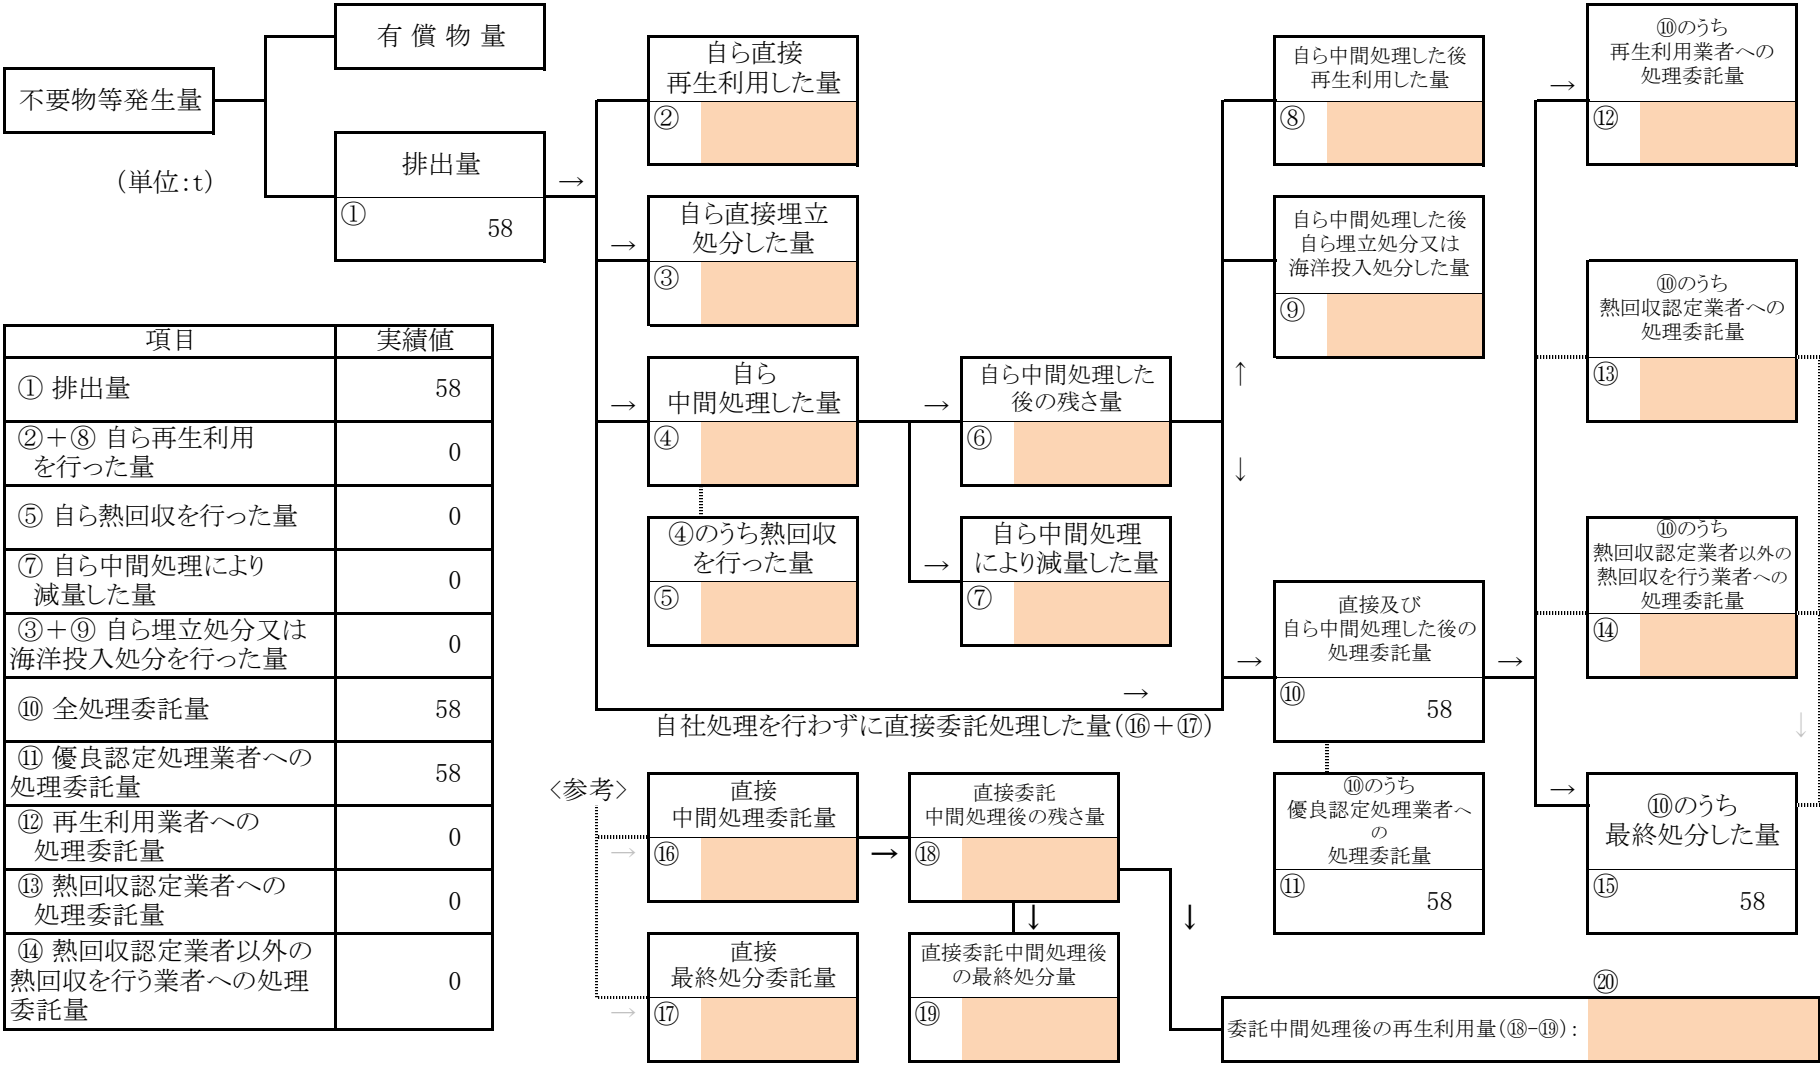 有償物量
不要物等発生量
(単位:t)
排出量
→
①
58
自ら直接
再生利用した量
②
自ら直接埋立
処分した量
→
③
自ら
中間処理した量
→
④
④のうち熱回収
を行った量
⑤
自ら中間処理した
後の残さ量
→
⑥
自ら中間処理
により減量した量
→
⑦
自ら中間処理した後
再生利用した量
⑧
自ら中間処理した後
自ら埋立処分又は
海洋投入処分した量
⑨
↑
↓
直接及び
自ら中間処理した後の
処理委託量
→
⑩
58
→
自社処理を行わずに直接委託処理した量(⑯+⑰)
⑩のうち
優良認定処理業者へ
の
処理委託量
⑪
58
→
⑩のうち
再生利用業者への
処理委託量
→
⑫
⑩のうち
熱回収認定業者への
処理委託量
⑬
⑩のうち
熱回収認定業者以外の
熱回収を行う業者への
処理委託量
⑭
→
↓
⑩のうち
最終処分した量
→
⑮
58
項目 実績値
① 排出量 58
②+⑧ 自ら再生利用
を行った量 0
⑤ 自ら熱回収を行った量 0
⑦ 自ら中間処理により
減量した量 0
③+⑨ 自ら埋立処分又は
海洋投入処分を行った量 0
⑩ 全処理委託量 58
⑪ 優良認定処理業者への
処理委託量 58
⑫ 再生利用業者への
処理委託量 0
⑬ 熱回収認定業者への
処理委託量 0
⑭ 熱回収認定業者以外の
熱回収を行う業者への処理
委託量 0
<参考>
直接
中間処理委託量
→
⑯
直接
最終処分委託量
→
⑰
直接委託
中間処理後の残さ量
→
⑱
↓
直接委託中間処理後
の最終処分量
⑲
↓
⑳
委託中間処理後の再生利用量(⑱-⑲):